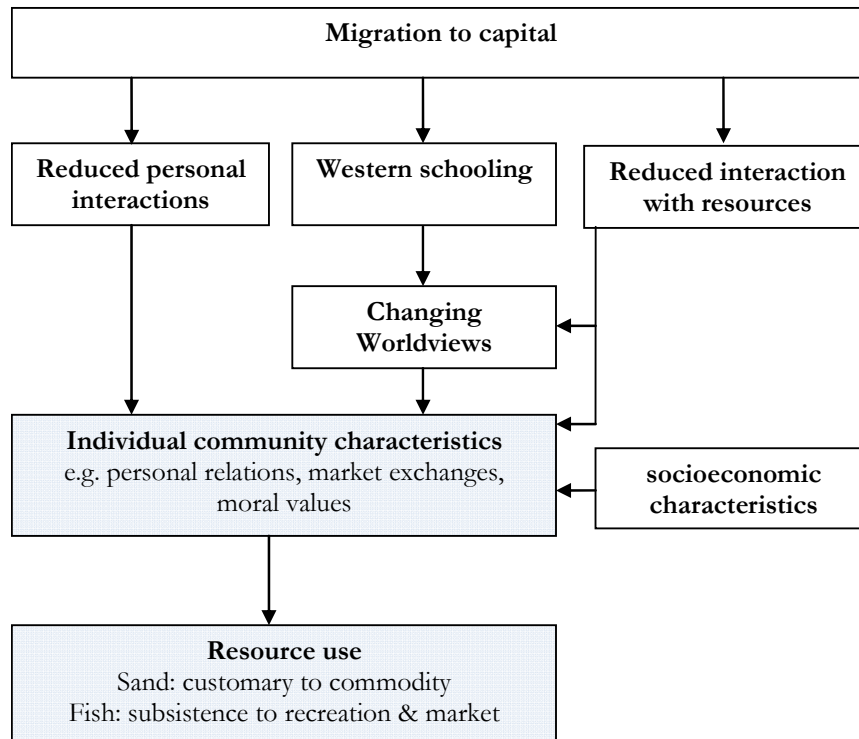 Migration to capital
Reduced personal
interactions
Western schooling
Reduced interaction
with resources
Changing
Worldviews
Individual community characteristics
e.g. personal relations, market exchanges,
moral values
socioeconomic
characteristics
Resource use
Sand: customary to commodity
Fish: subsistence to recreation & market